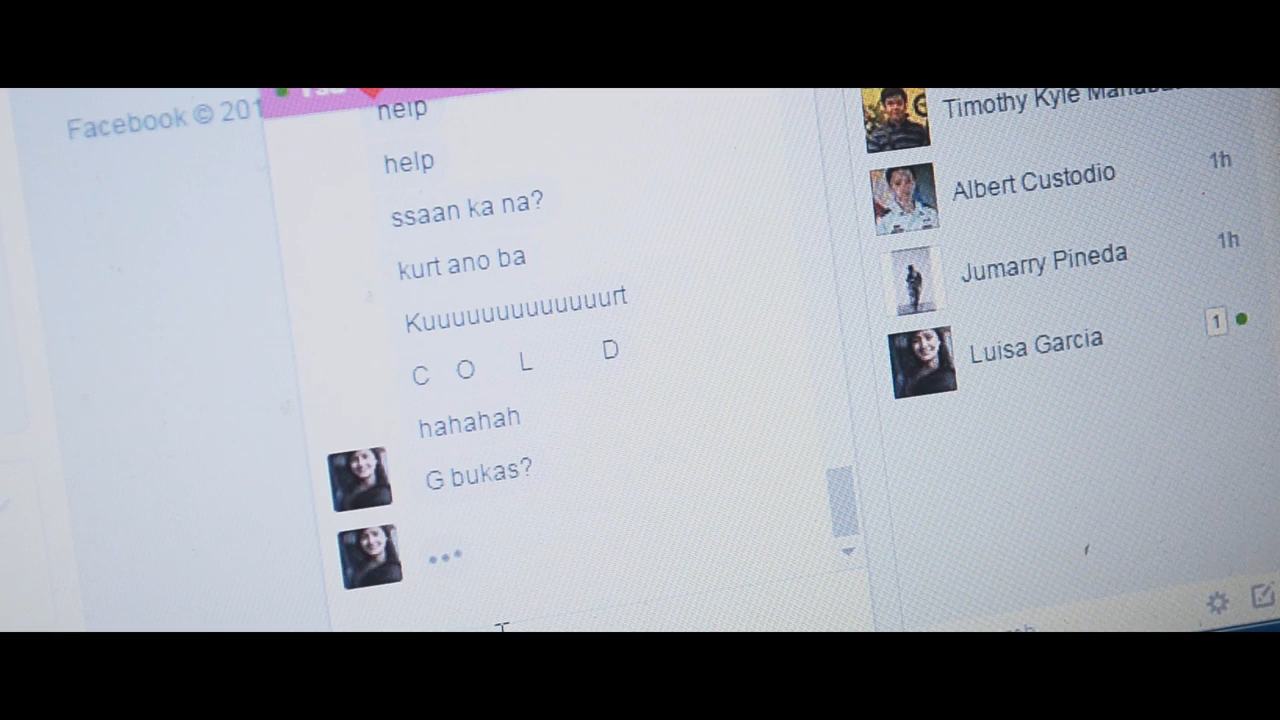 Facebook © 201
help
help
ssaan ka na?
kurt ano ba
Kuuuuuuuuuuuuurt
C O L D
hahahah
G bukas?
Timothy Kyle
Albert Custodio 1h
Jumarry Pineda 1h
Luisa Garcia 1